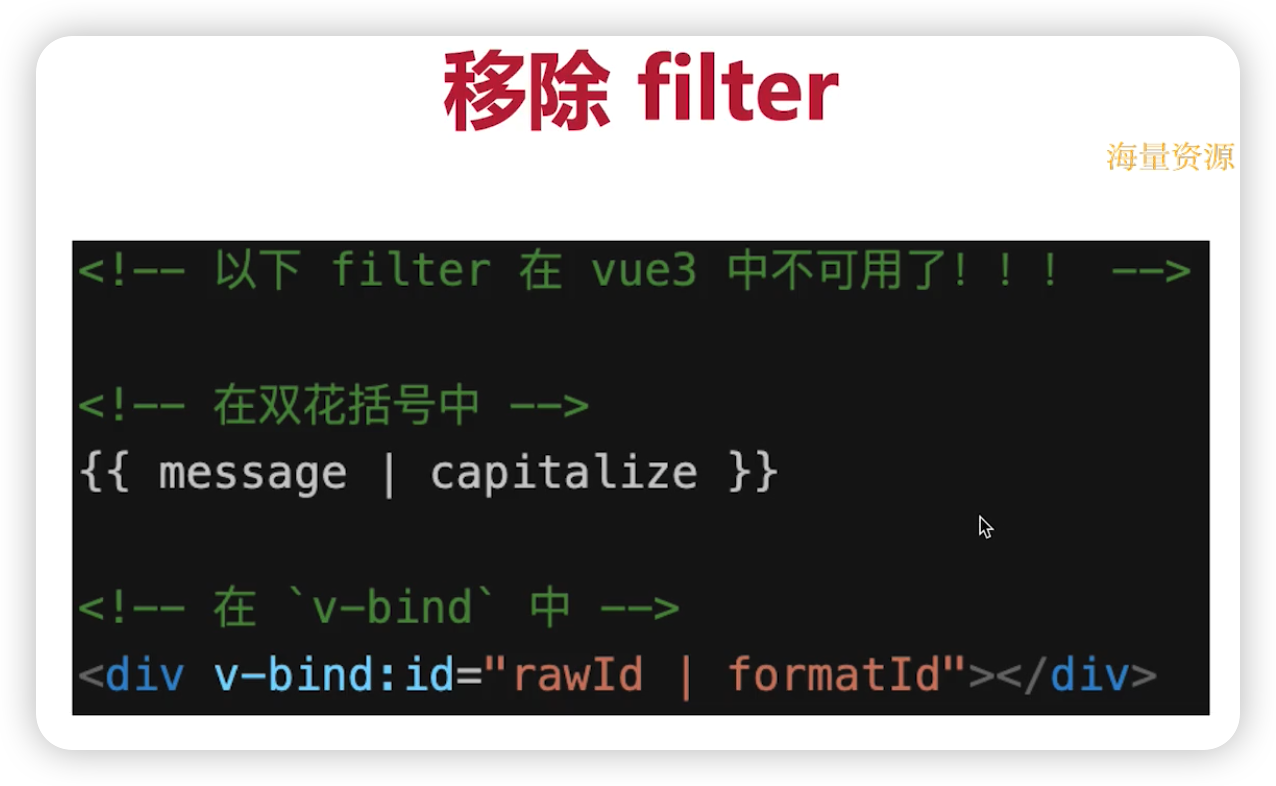 移除 filter
海量资源
<!-- 以下 filter 在 vue3 中不可用了！！！ -->
<!-- 在双花括号中 -->
{{ message | capitalize }}
<!-- 在 `v-bind` 中 -->
<div v-bind:id="rawId | formatId"></div>